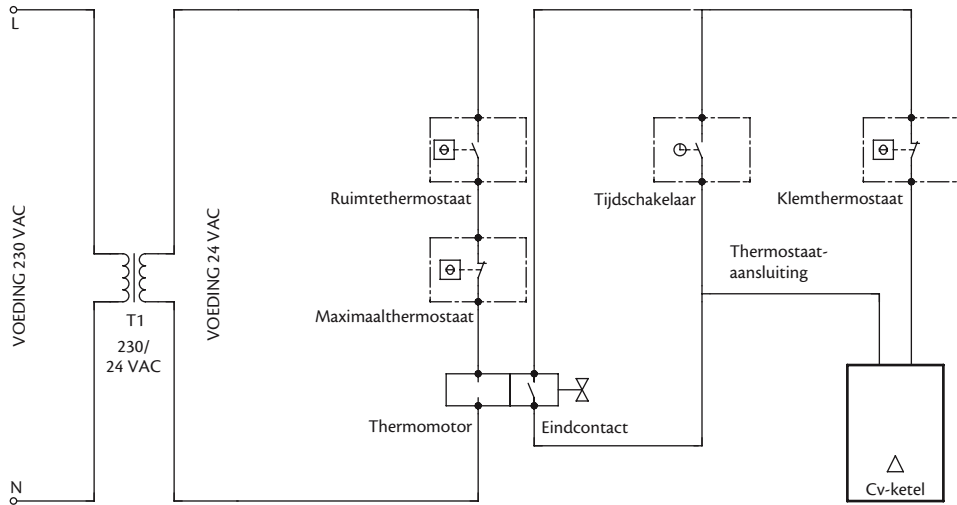 L
Ruimtethermostaat
Tijdschakelaar
Klemthermostaat
VOEDING 230 VAC
VOEDING 24 VAC
Thermostaat-
aansluiting
T1
230/
24 VAC
Maximaalthermostaat
Thermomotor
Eindcontact
N
Cv-ketel